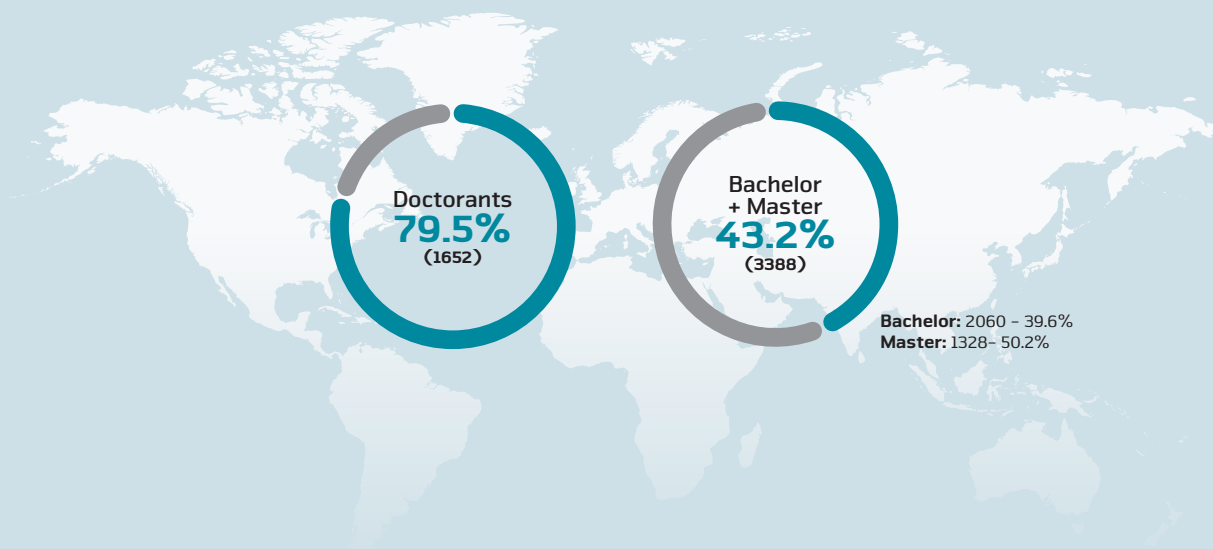 Doctorants
79.5%
(1652)
Bachelor
+ Master
43.2%
(3388)
Bachelor: 2060 - 39.6%
Master: 1328- 50.2%